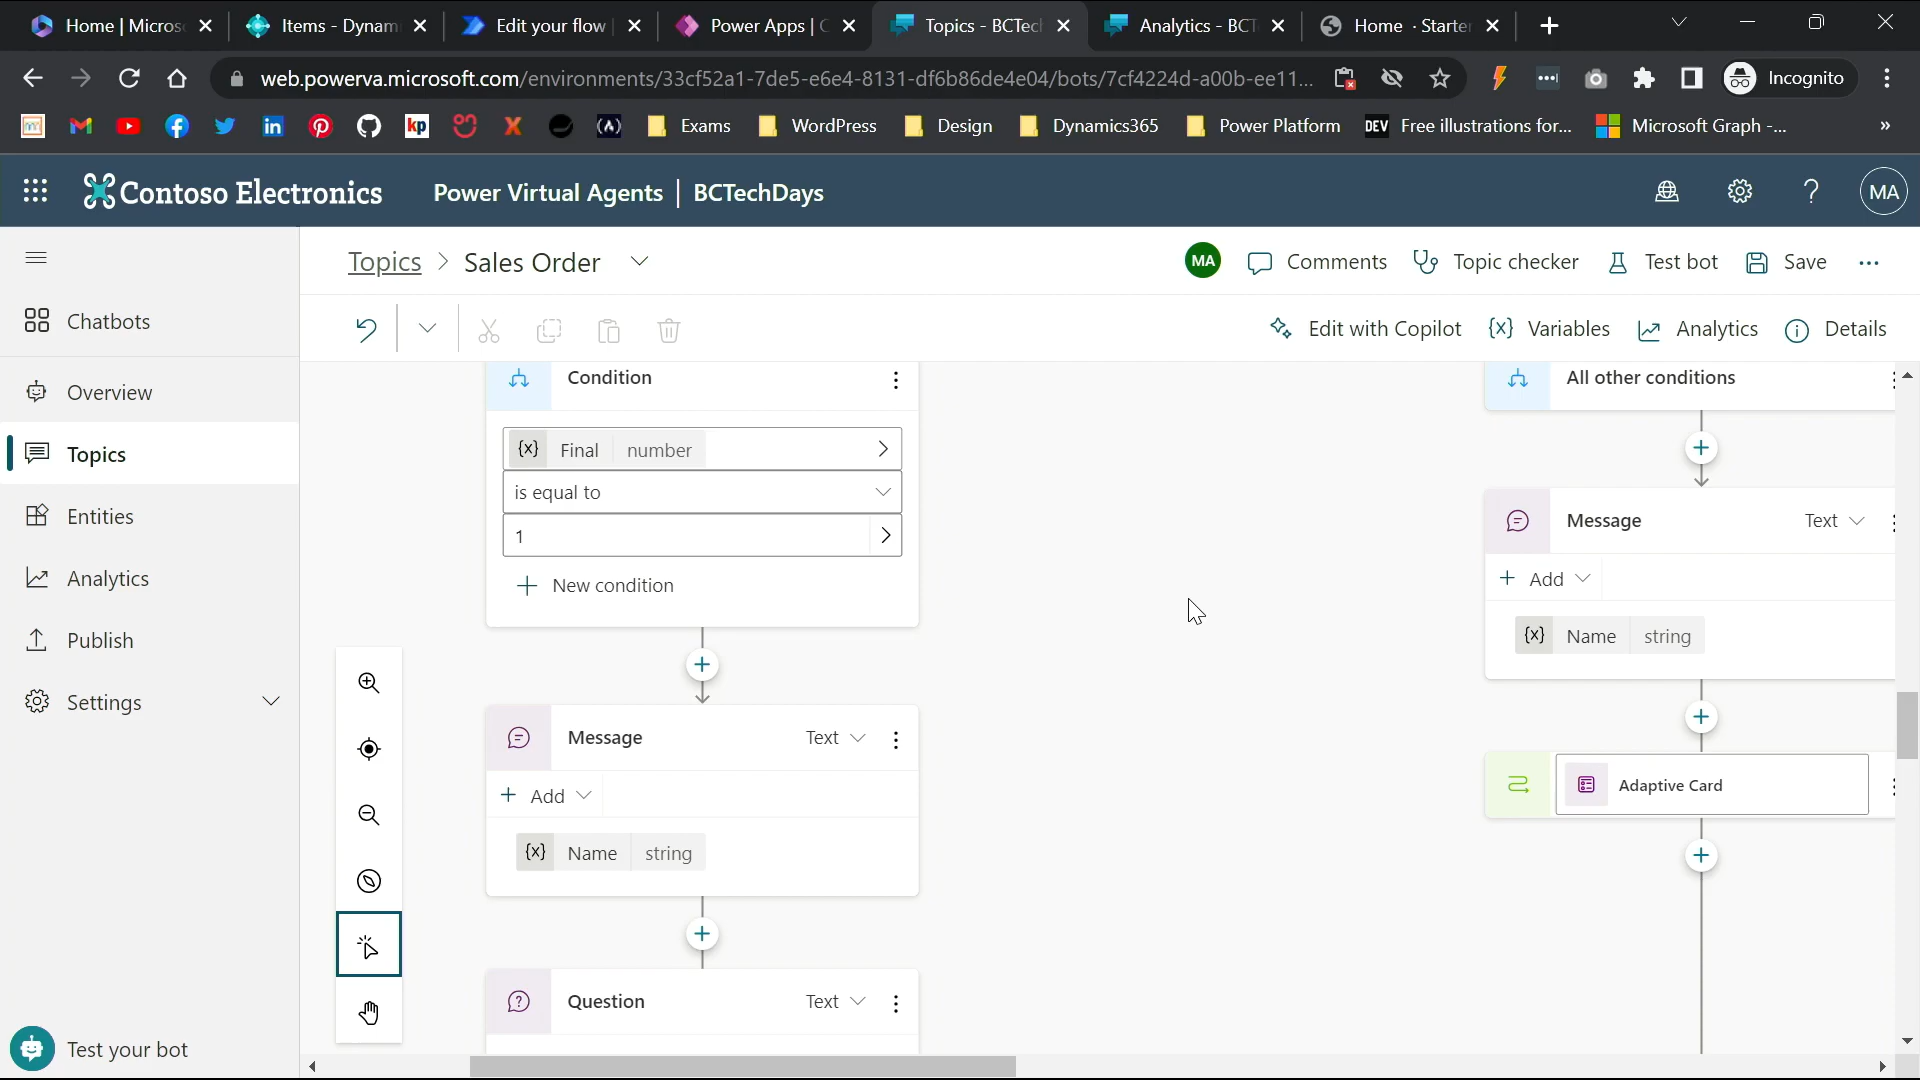 Home | Micros
Items - Dynam
Edit your flow
Power Apps | C
Topics - BCTech
Analytics - BCT
Home · Starte
web.powerva.microsoft.com/environments/33cf52a1-7de5-e6e4-8131-df6b86de4e04/bots/7cf4224d-a00b-ee11...
Incognito
kp
Exams
WordPress
Design
Dynamics365
Power Platform
DEV
Free illustrations for...
Microsoft Graph -...
»
Contoso Electronics
Power Virtual Agents | BCTechDays
MA
Topics > Sales Order
MA
Comments
Topic checker
Test bot
Save
Edit with Copilot
{x} Variables
Analytics
Details
Chatbots
Overview
Topics
Entities
Analytics
Publish
Settings
Test your bot
Condition
{x} Final number
is equal to
1
New condition
Message
Text
Add
{x} Name string
Question
Text
All other conditions
Message
Text
Add
{x} Name string
Adaptive Card